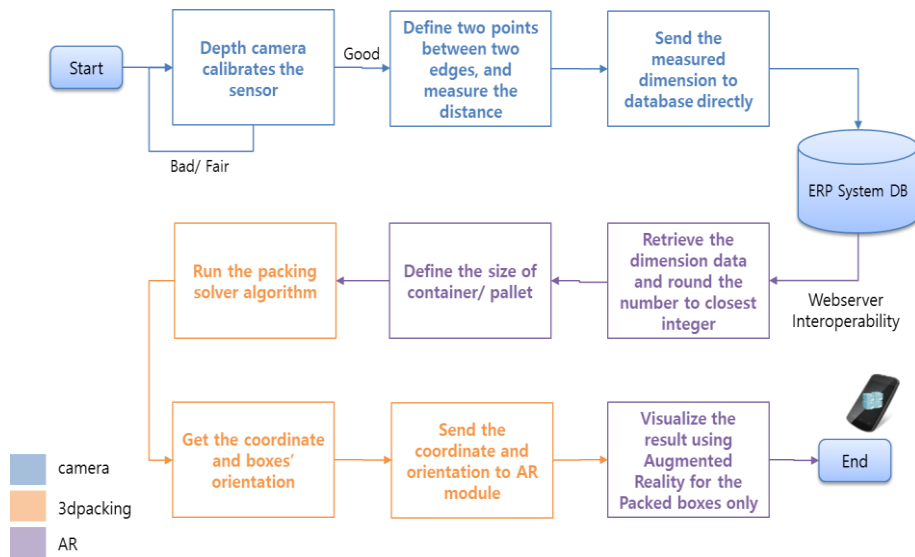 Start
Depth camera
calibrates the
sensor
Good
Bad/ Fair
Define two points
between two
edges, and
measure the
distance
Send the
measured
dimension to
database directly
ERP System DB
Webserver
Interoperability
Retrieve the
dimension data
and round the
number to closest
integer
Define the size of
container/ pallet
Run the packing
solver algorithm
Get the coordinate
and boxes'
orientation
Send the
coordinate and
orientation to AR
module
Visualize the
result using
Augmented
Reality for the
Packed boxes only
End
camera
3dpacking
AR